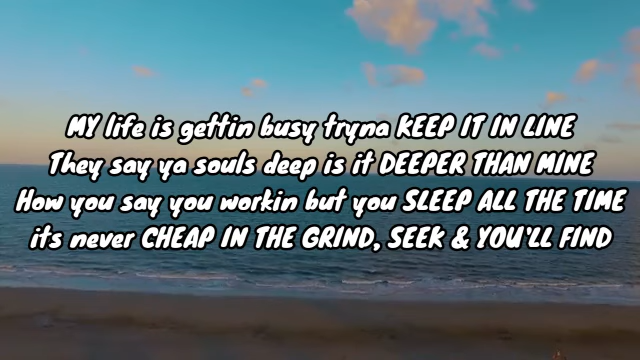 MY life is gettin busy tryna KEEP IT IN LINE
They say ya souls deep is it DEEPER THAN MINE
How you say you workin but you SLEEP ALL THE TIME
its never CHEAP IN THE GRIND, SEEK & YOU'LL FIND